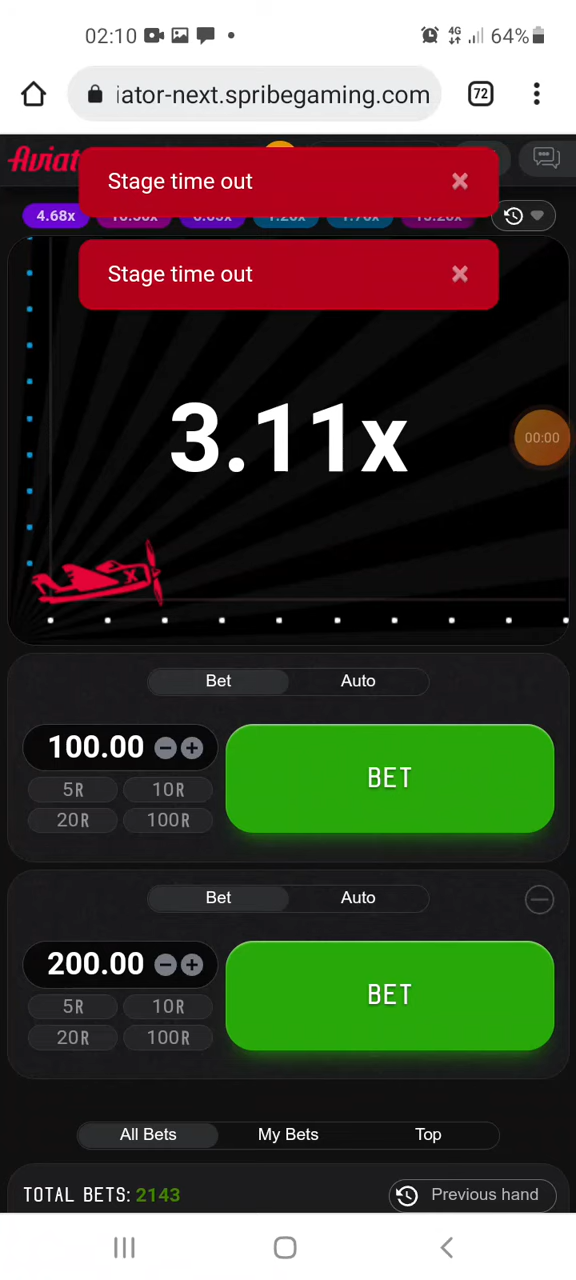 02:10 4G 64%
iator-next.spribegaming.com 72
Aviat
Stage time out
4.68x
Stage time out
3.11x
00:00
X
Bet Auto
100.00
BET
5R 10R
20R 100R
Bet Auto
200.00
BET
5R 10R
20R 100R
All Bets My Bets Top
TOTAL BETS: 2143 Previous hand